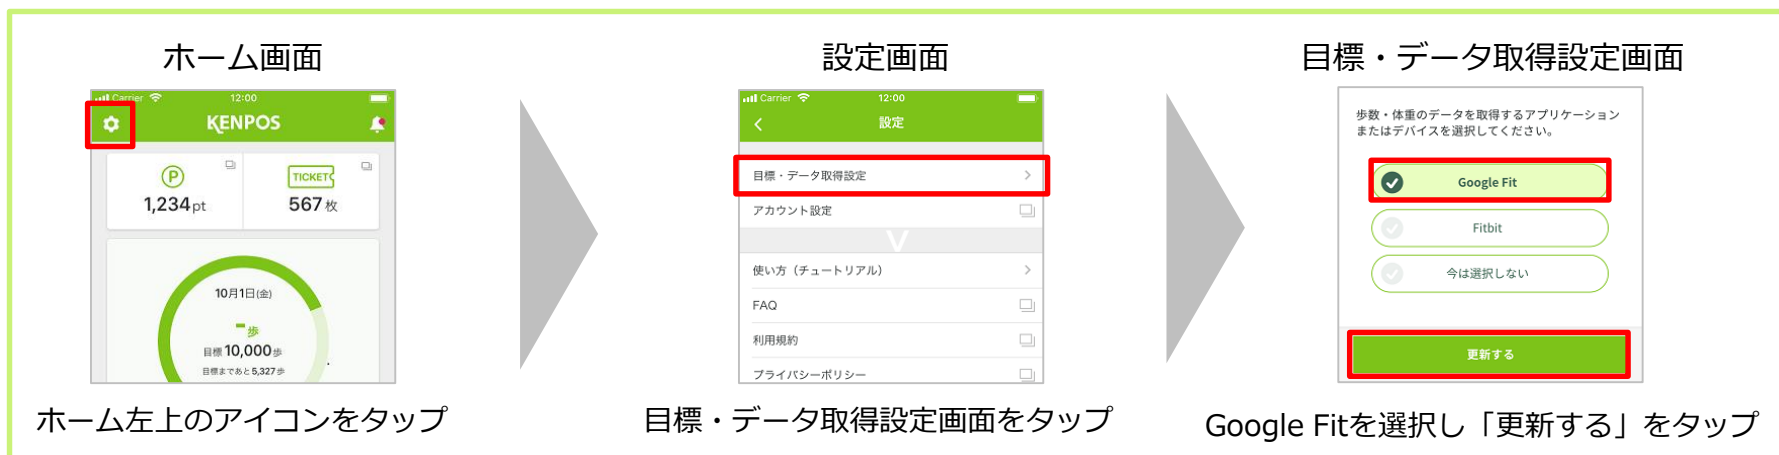 ホーム画面
Carrier 12:00
KENPOS
P
TICKET
1,234pt
567枚
10月1日(金)
-歩
目標 10,000歩
目標まであと5,327歩
ホーム左上のアイコンをタップ
設定画面
Carrier 12:00
設定
目標・データ取得設定
アカウント設定
使い方（チュートリアル）
FAQ
利用規約
プライバシーポリシー
目標・データ取得設定画面をタップ
目標・データ取得設定画面
歩数・体重のデータを取得するアプリケーション
またはデバイスを選択してください。
Google Fit
Fitbit
今は選択しない
更新する
Google Fitを選択し「更新する」をタップ